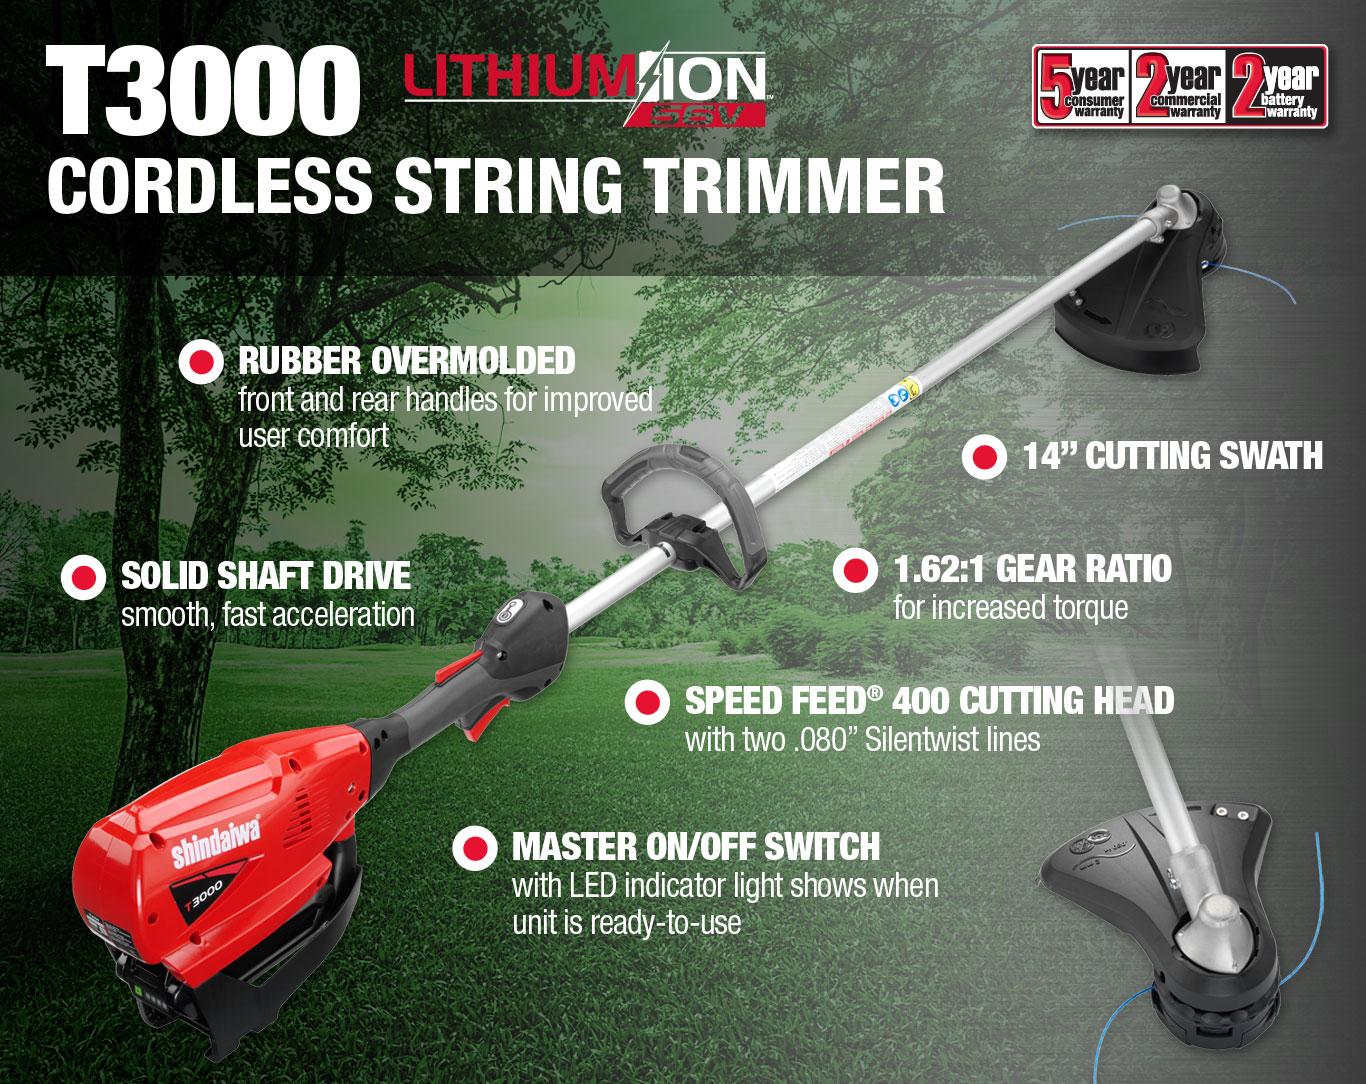 T3000 LITHIUM ION
56V
CORDLESS STRING TRIMMER
5 year consumer warranty
2 year commercial warranty
2 year battery warranty
RUBBER OVERMOLDED
front and rear handles for improved
user comfort
14” CUTTING SWATH
SOLID SHAFT DRIVE
smooth, fast acceleration
1.62:1 GEAR RATIO
for increased torque
SPEED FEED® 400 CUTTING HEAD
with two .080” Silentwist lines
MASTER ON/OFF SWITCH
with LED indicator light shows when
unit is ready-to-use
shindaiwa
T3000